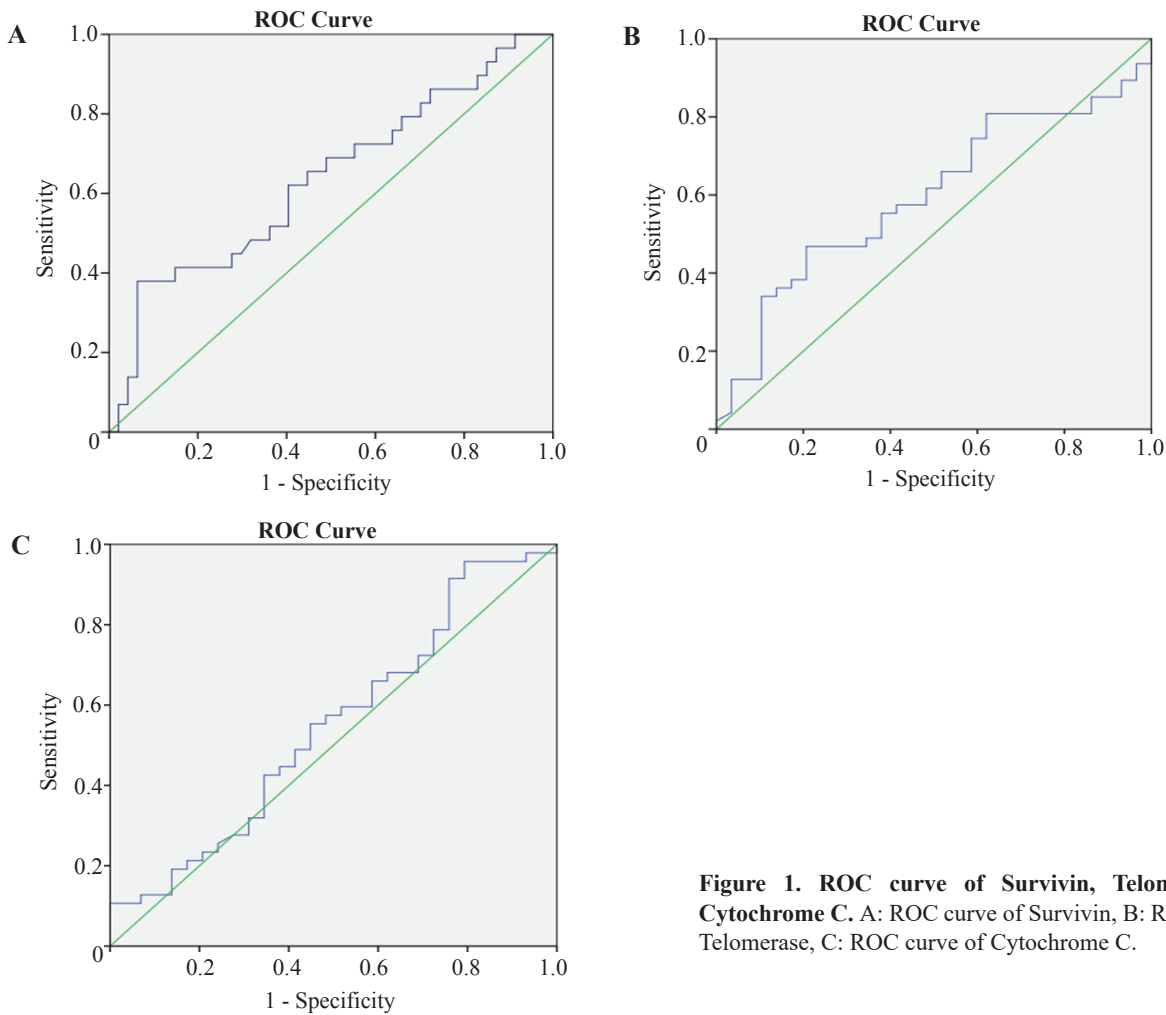 A
ROC Curve
1.0
0.8
0.6
0.4
0.2
0
Sensitivity
0.2 0.4 0.6 0.8 1.0
1 - Specificity
B
ROC Curve
1.0
0.8
0.6
0.4
0.2
0
Sensitivity
0.2 0.4 0.6 0.8 1.0
1 - Specificity
C
ROC Curve
1.0
0.8
0.6
0.4
0.2
0
Sensitivity
0.2 0.4 0.6 0.8 1.0
1 - Specificity
Figure 1. ROC curve of Survivin, Telom
Cytochrome C. A: ROC curve of Survivin, B: R
Telomerase, C: ROC curve of Cytochrome C.